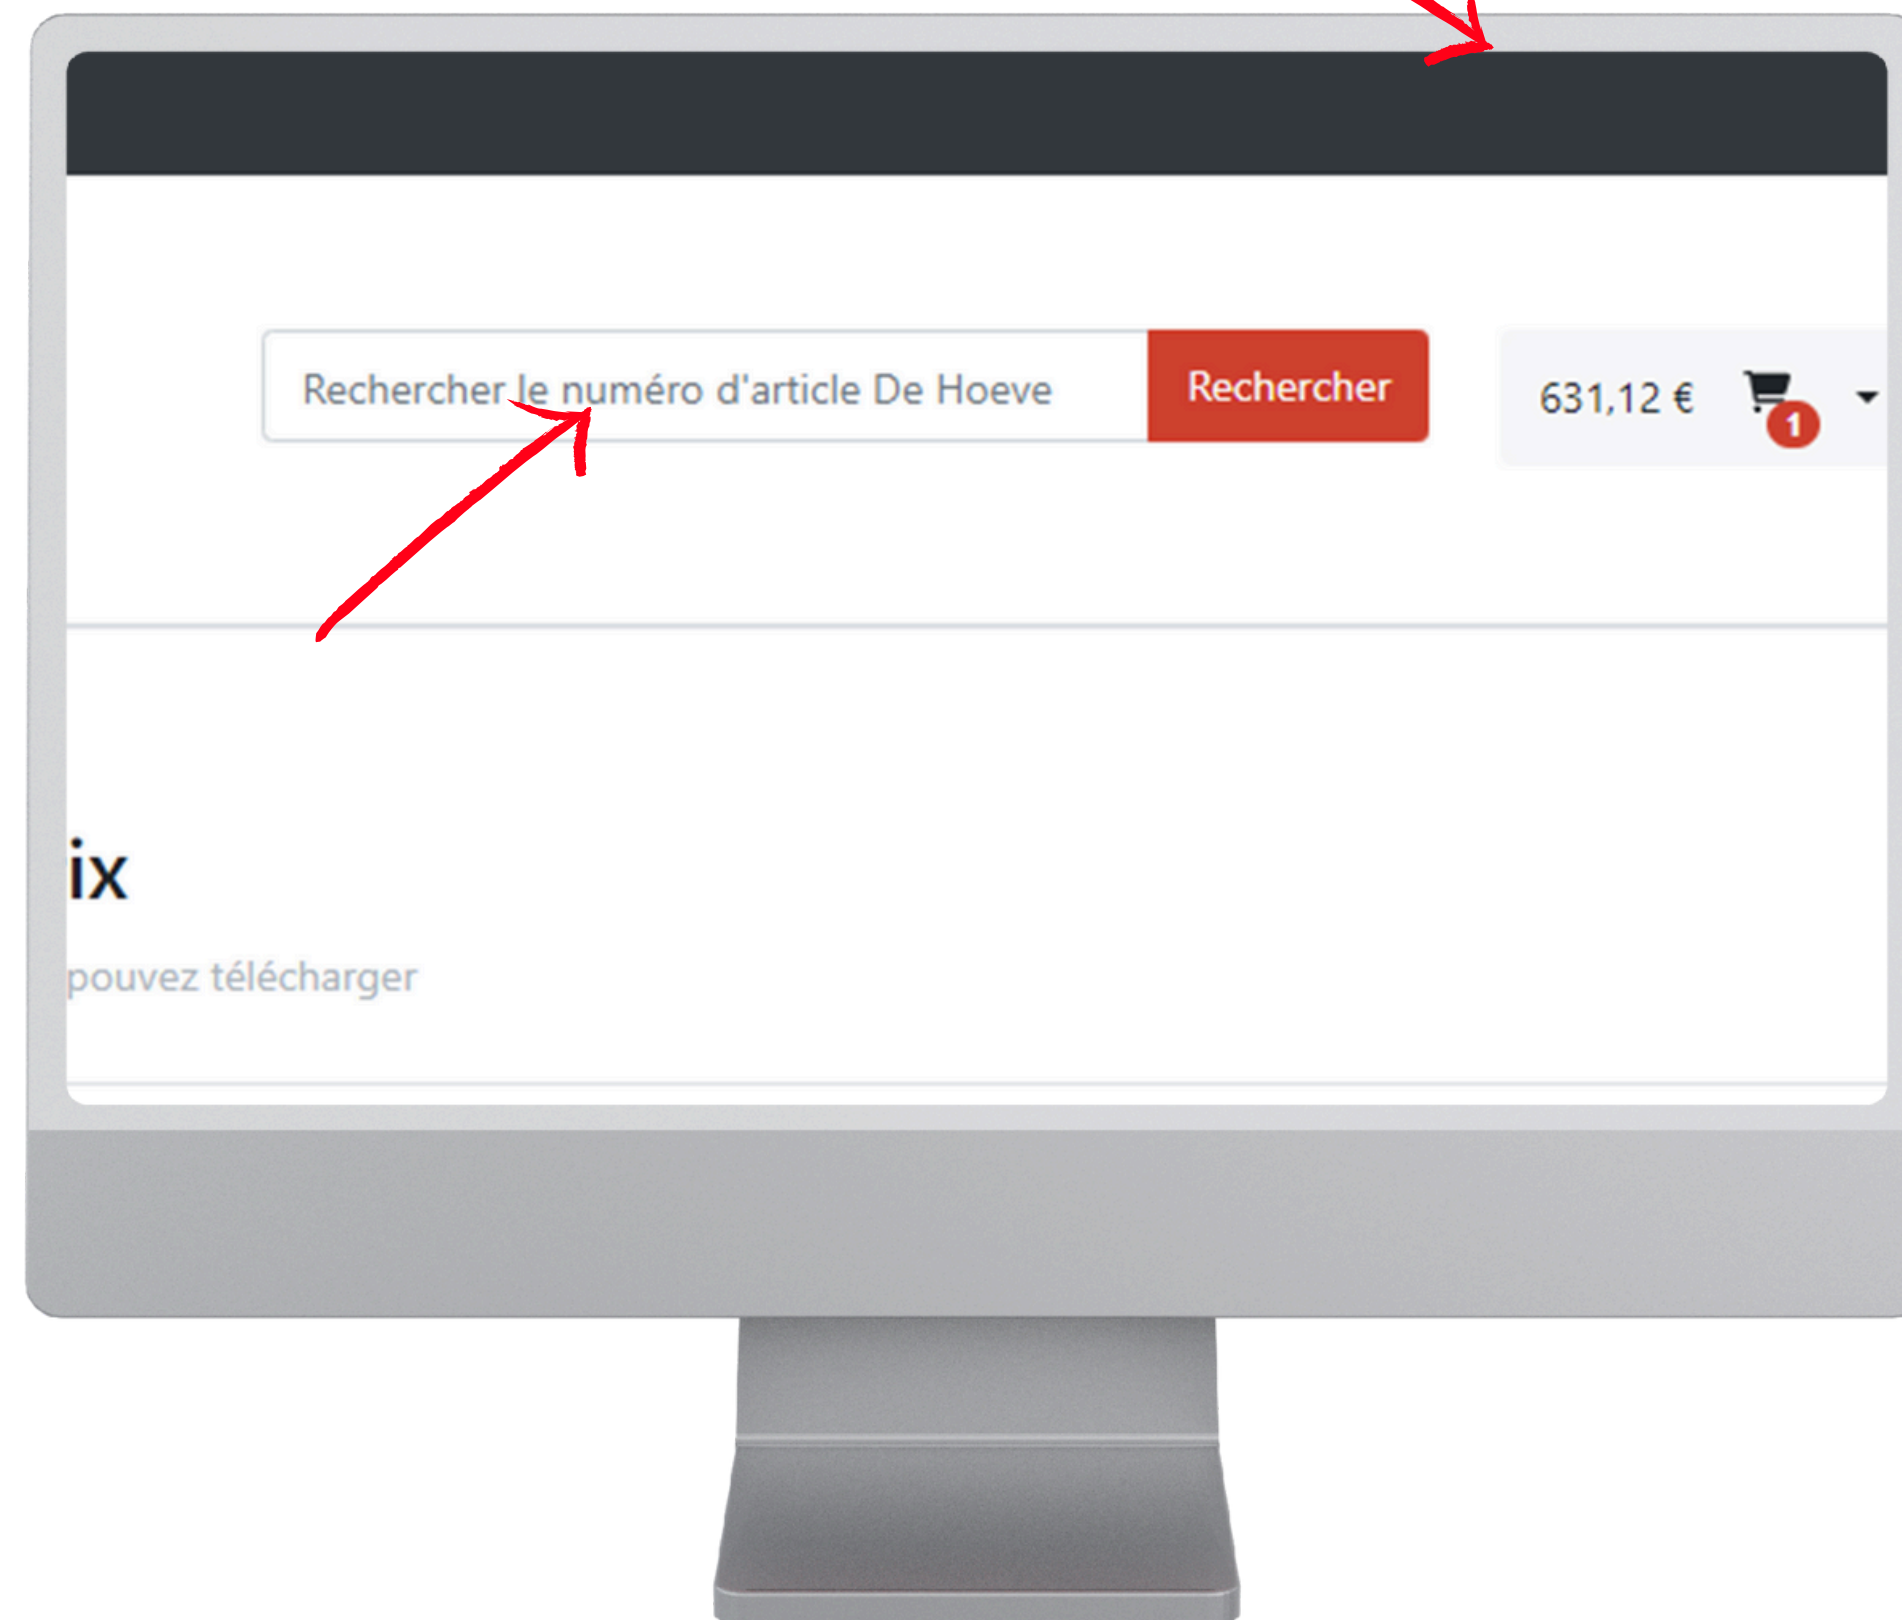 Rechercher le numéro d'article De Hoeve
Rechercher
631,12 €
1
ix
pouvez télécharger